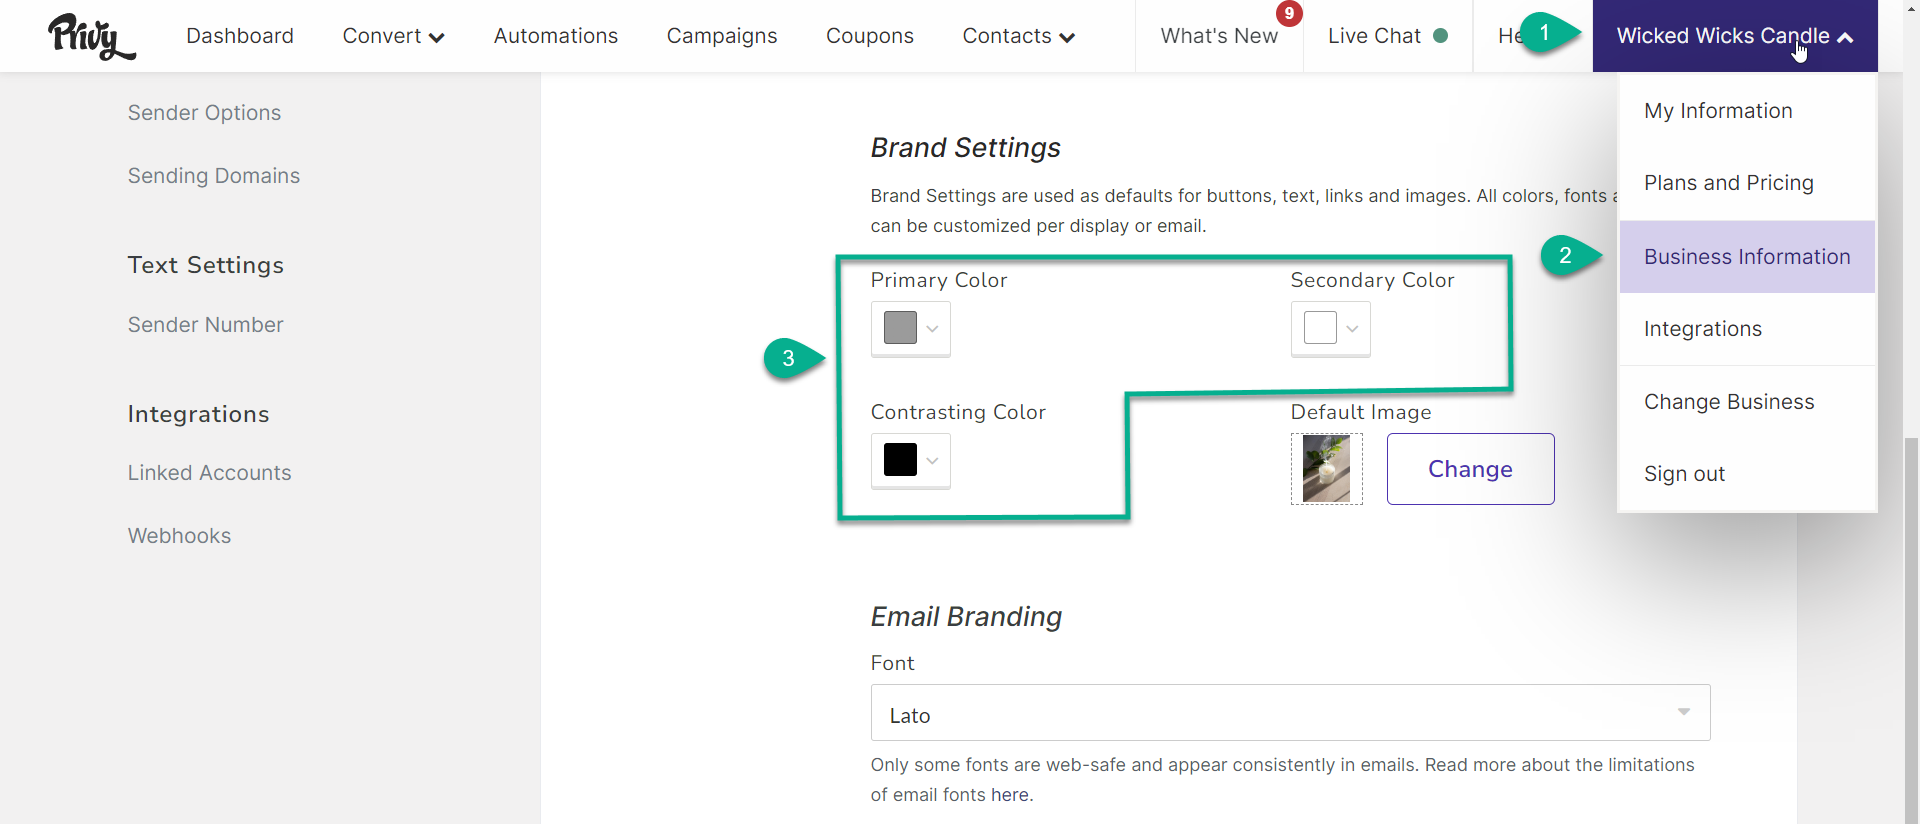 Privy
Dashboard
Convert
Automations
Campaigns
Coupons
Contacts
What's New
9
Live Chat
He
1
Wicked Wicks Candle
Sender Options
Sending Domains
Text Settings
Sender Number
Integrations
Linked Accounts
Webhooks
Brand Settings
Brand Settings are used as defaults for buttons, text, links and images. All colors, fonts a
can be customized per display or email.
Primary Color
Secondary Color
3
Contrasting Color
Default Image
Change
Email Branding
Font
Lato
Only some fonts are web-safe and appear consistently in emails. Read more about the limitations
of email fonts here.
My Information
Plans and Pricing
2
Business Information
Integrations
Change Business
Sign out